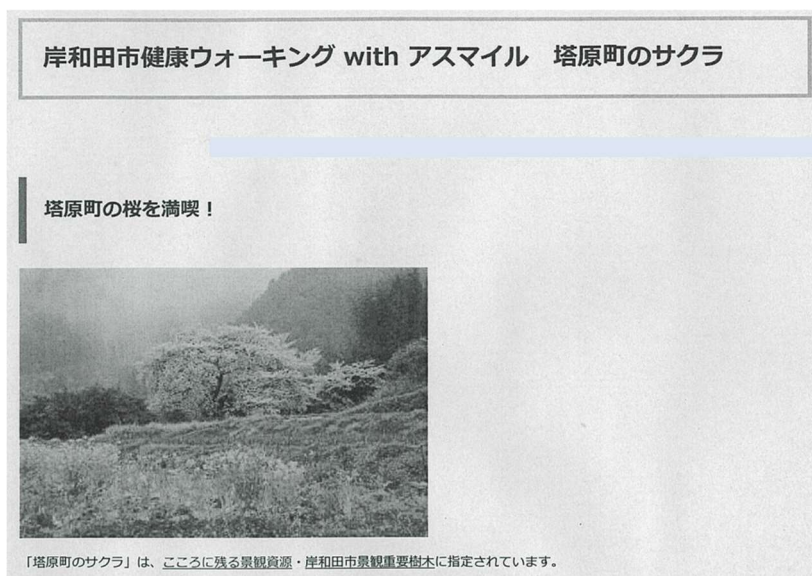 岸和田市健康ウォーキング with アスマイル　塔原町のサクラ
塔原町の桜を満喫！
「塔原町のサクラ」は、こころに残る景観資源・岸和田市景観重要樹木に指定されています。